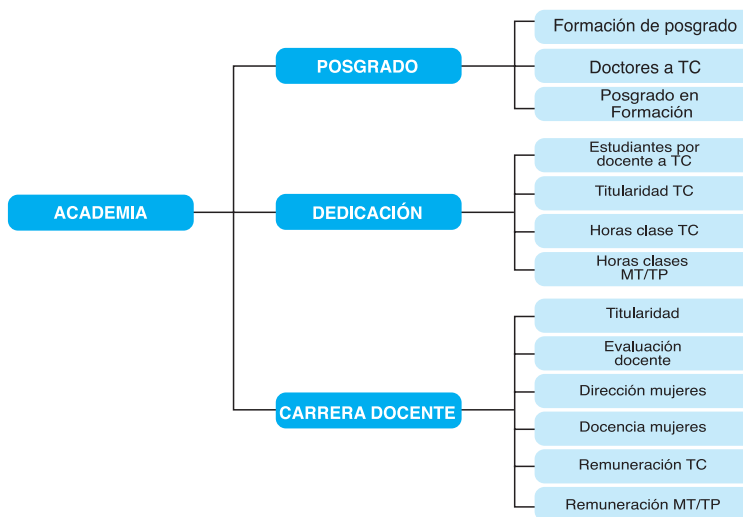 ACADEMIA
POSGRADO
Formación de posgrado
Doctores a TC
Posgrado en
Formación
DEDICACIÓN
Estudiantes por
docente a TC
Titularidad TC
Horas clase TC
Horas clases
MT/TP
CARRERA DOCENTE
Titularidad
Evaluación
docente
Dirección mujeres
Docencia mujeres
Remuneración TC
Remuneración MT/TP